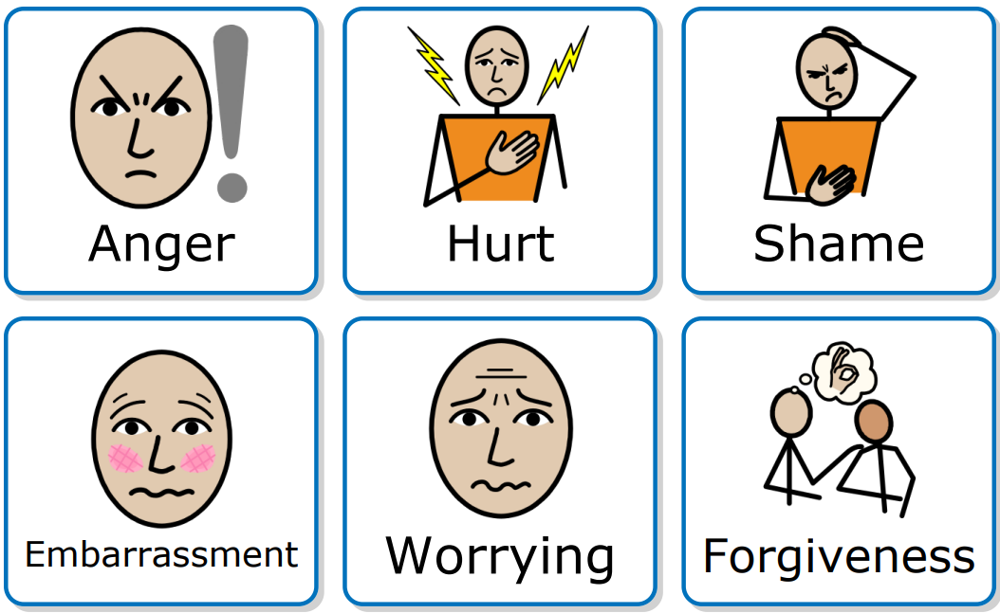 Anger
Hurt
Shame
Embarrassment
Worrying
Forgiveness